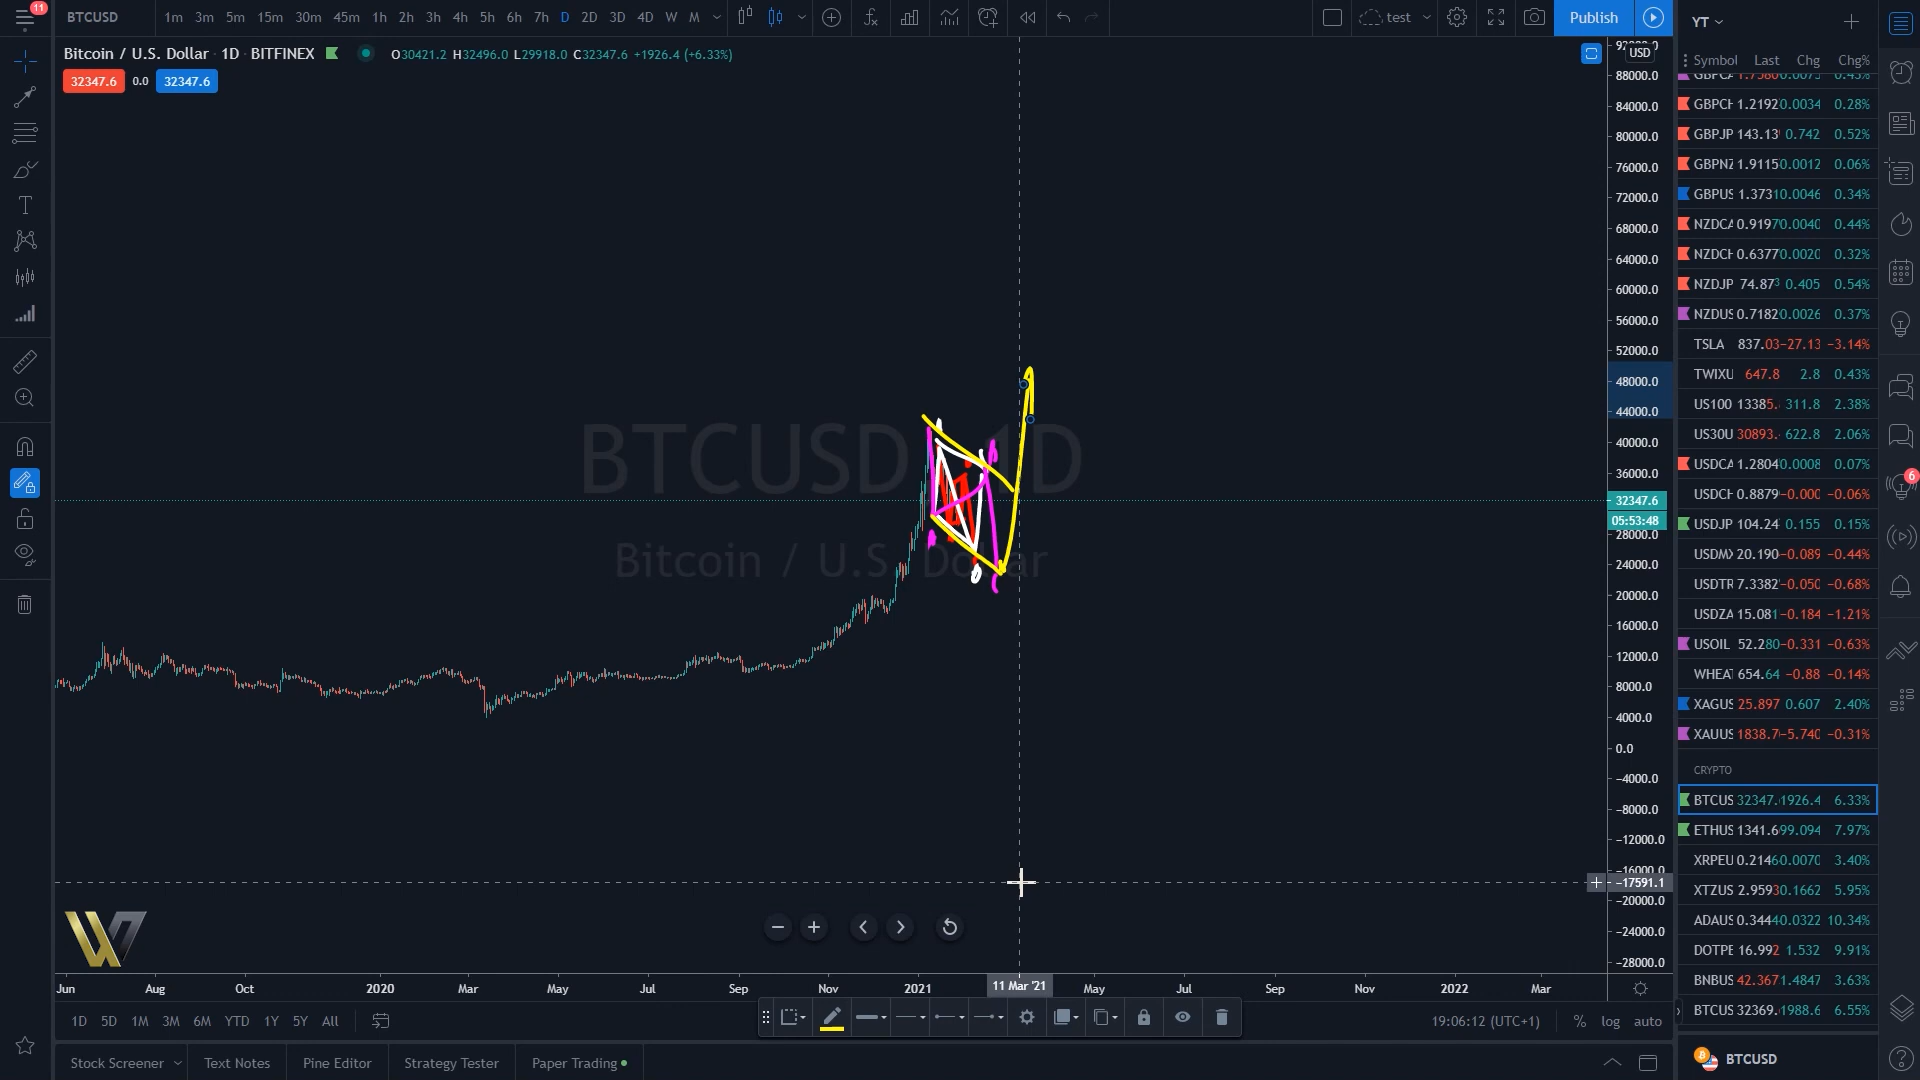 11
BTCUSD 1m 3m 5m 15m 30m 45m 1h 2h 3h 4h 5h 6h 7h D 2D 3D 4D W M test Publish YT
Bitcoin / U.S. Dollar · 1D · BITFINEX O30421.2 H32496.0 L29918.0 C32347.6 +1926.4 (+6.33%)
32347.6 0.0 32347.6
USD
88000.0
84000.0
80000.0
76000.0
72000.0
68000.0
64000.0
60000.0
56000.0
52000.0
48000.0
44000.0
40000.0
36000.0
32347.6
05:53:48
28000.0
24000.0
20000.0
16000.0
12000.0
8000.0
4000.0
0.0
−4000.0
−8000.0
−12000.0
−16000.0
−17591.1
−20000.0
−24000.0
−28000.0
BTCUSD, 1D
Bitcoin / U.S. Dollar
Jun Aug Oct 2020 Mar May Jul Sep Nov 2021 11 Mar '21 May Jul Sep Nov 2022 Mar
1D 5D 1M 3M 6M YTD 1Y 5Y All 19:06:12 (UTC+1) % log auto
Stock Screener Text Notes Pine Editor Strategy Tester Paper Trading
Symbol Last Chg Chg%
GBPCH 1.2192 0.0034 0.28%
GBPJP 143.13 0.742 0.52%
GBPNZ 1.9115 0.0012 0.06%
GBPUS 1.3731 0.0046 0.34%
NZDCA 0.9197 0.0040 0.44%
NZDCH 0.6377 0.0020 0.32%
NZDJP 74.873 0.405 0.54%
NZDUS 0.7182 0.0026 0.37%
TSLA 837.03 −27.13 −3.14%
TWIXU 647.8 2.8 0.43%
US100 13385. 311.8 2.38%
US30U 30893. 622.8 2.06%
USDCA 1.2804 0.0008 0.07%
USDCH 0.8879 −0.000 −0.06%
USDJP 104.24 0.155 0.15%
USDMX 20.190 −0.089 −0.44%
USDTR 7.3382 −0.050 −0.68%
USDZA 15.081 −0.184 −1.21%
USOIL 52.280 −0.331 −0.63%
WHEAT 654.64 −0.88 −0.14%
XAGUS 25.897 0.607 2.40%
XAUUS 1838.7 −5.740 −0.31%
CRYPTO
BTCUS 32347. 1926.4 6.33%
ETHUS 1341.6 99.094 7.97%
XRPEU 0.2146 0.0070 3.40%
XTZUS 2.9593 0.1662 5.95%
ADAUS 0.3444 0.0322 10.34%
DOTPE 16.992 1.532 9.91%
BNBUS 42.367 1.4847 3.63%
BTCUS 32369. 1988.6 6.55%
BTCUSD
6